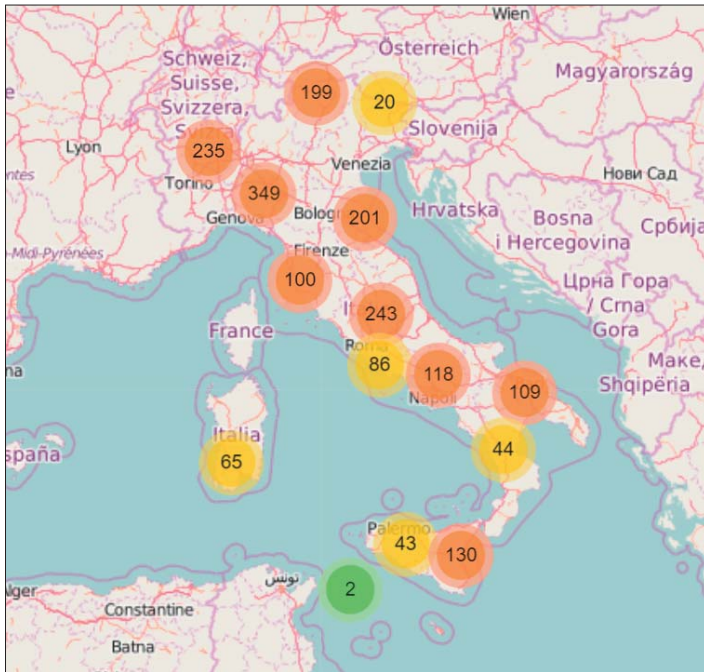 Wien
Schweiz,
Suisse,
Svizzera,
Svizra
Österreich
Magyarország
199
20
Slovenija
Lyon
235
Venezia
Нови Сад
Torino
349
Bologn
201
Hrvatska
Bosna
i Hercegovina
Србија
Genova
-Midi-Pyrénées
Firenze
100
Црна Гора
/ Crna
Gora
243
France
Roma
86
118
Маке
Shqipëria
109
Napoli
Italia
65
44
spaña
Palermo
43
130
تونس
2
Alger
Constantine
Batna